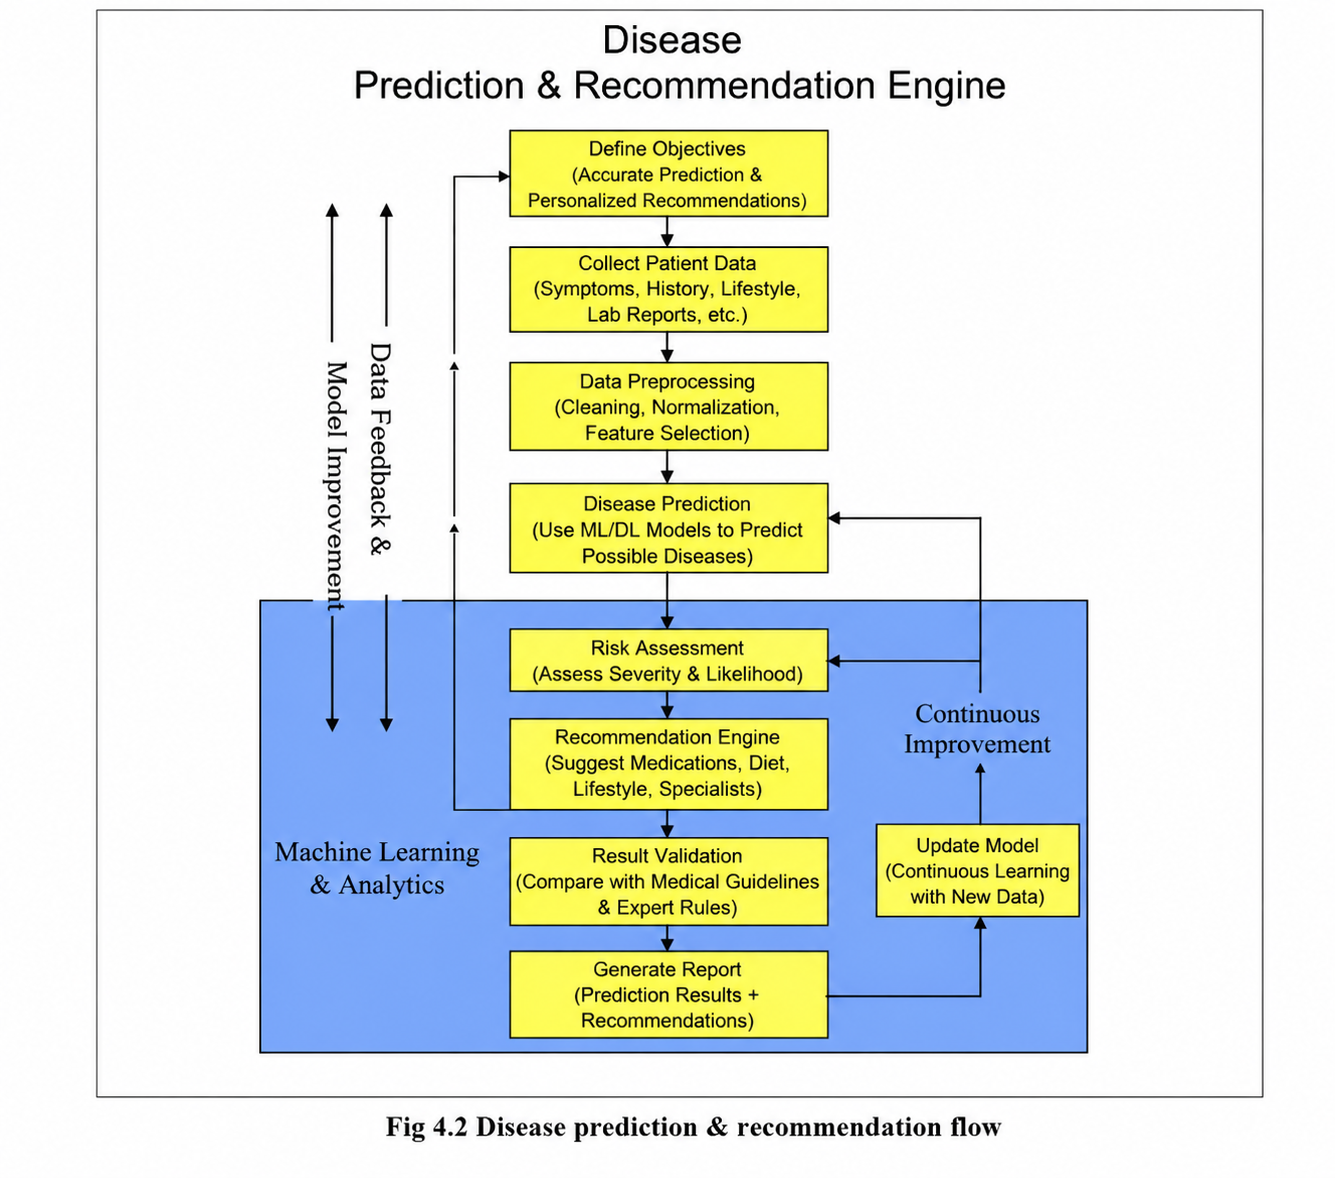 Disease
Prediction & Recommendation Engine
Define Objectives
(Accurate Prediction &
Personalized Recommendations)
Collect Patient Data
(Symptoms, History, Lifestyle,
Lab Reports, etc.)
Data Preprocessing
(Cleaning, Normalization,
Feature Selection)
Data Feedback &
Model Improvement
Disease Prediction
(Use ML/DL Models to Predict
Possible Diseases)
Risk Assessment
(Assess Severity & Likelihood)
Recommendation Engine
(Suggest Medications, Diet,
Lifestyle, Specialists)
Continuous
Improvement
Machine Learning
& Analytics
Result Validation
(Compare with Medical Guidelines
& Expert Rules)
Update Model
(Continuous Learning
with New Data)
Generate Report
(Prediction Results +
Recommendations)
Fig 4.2 Disease prediction & recommendation flow